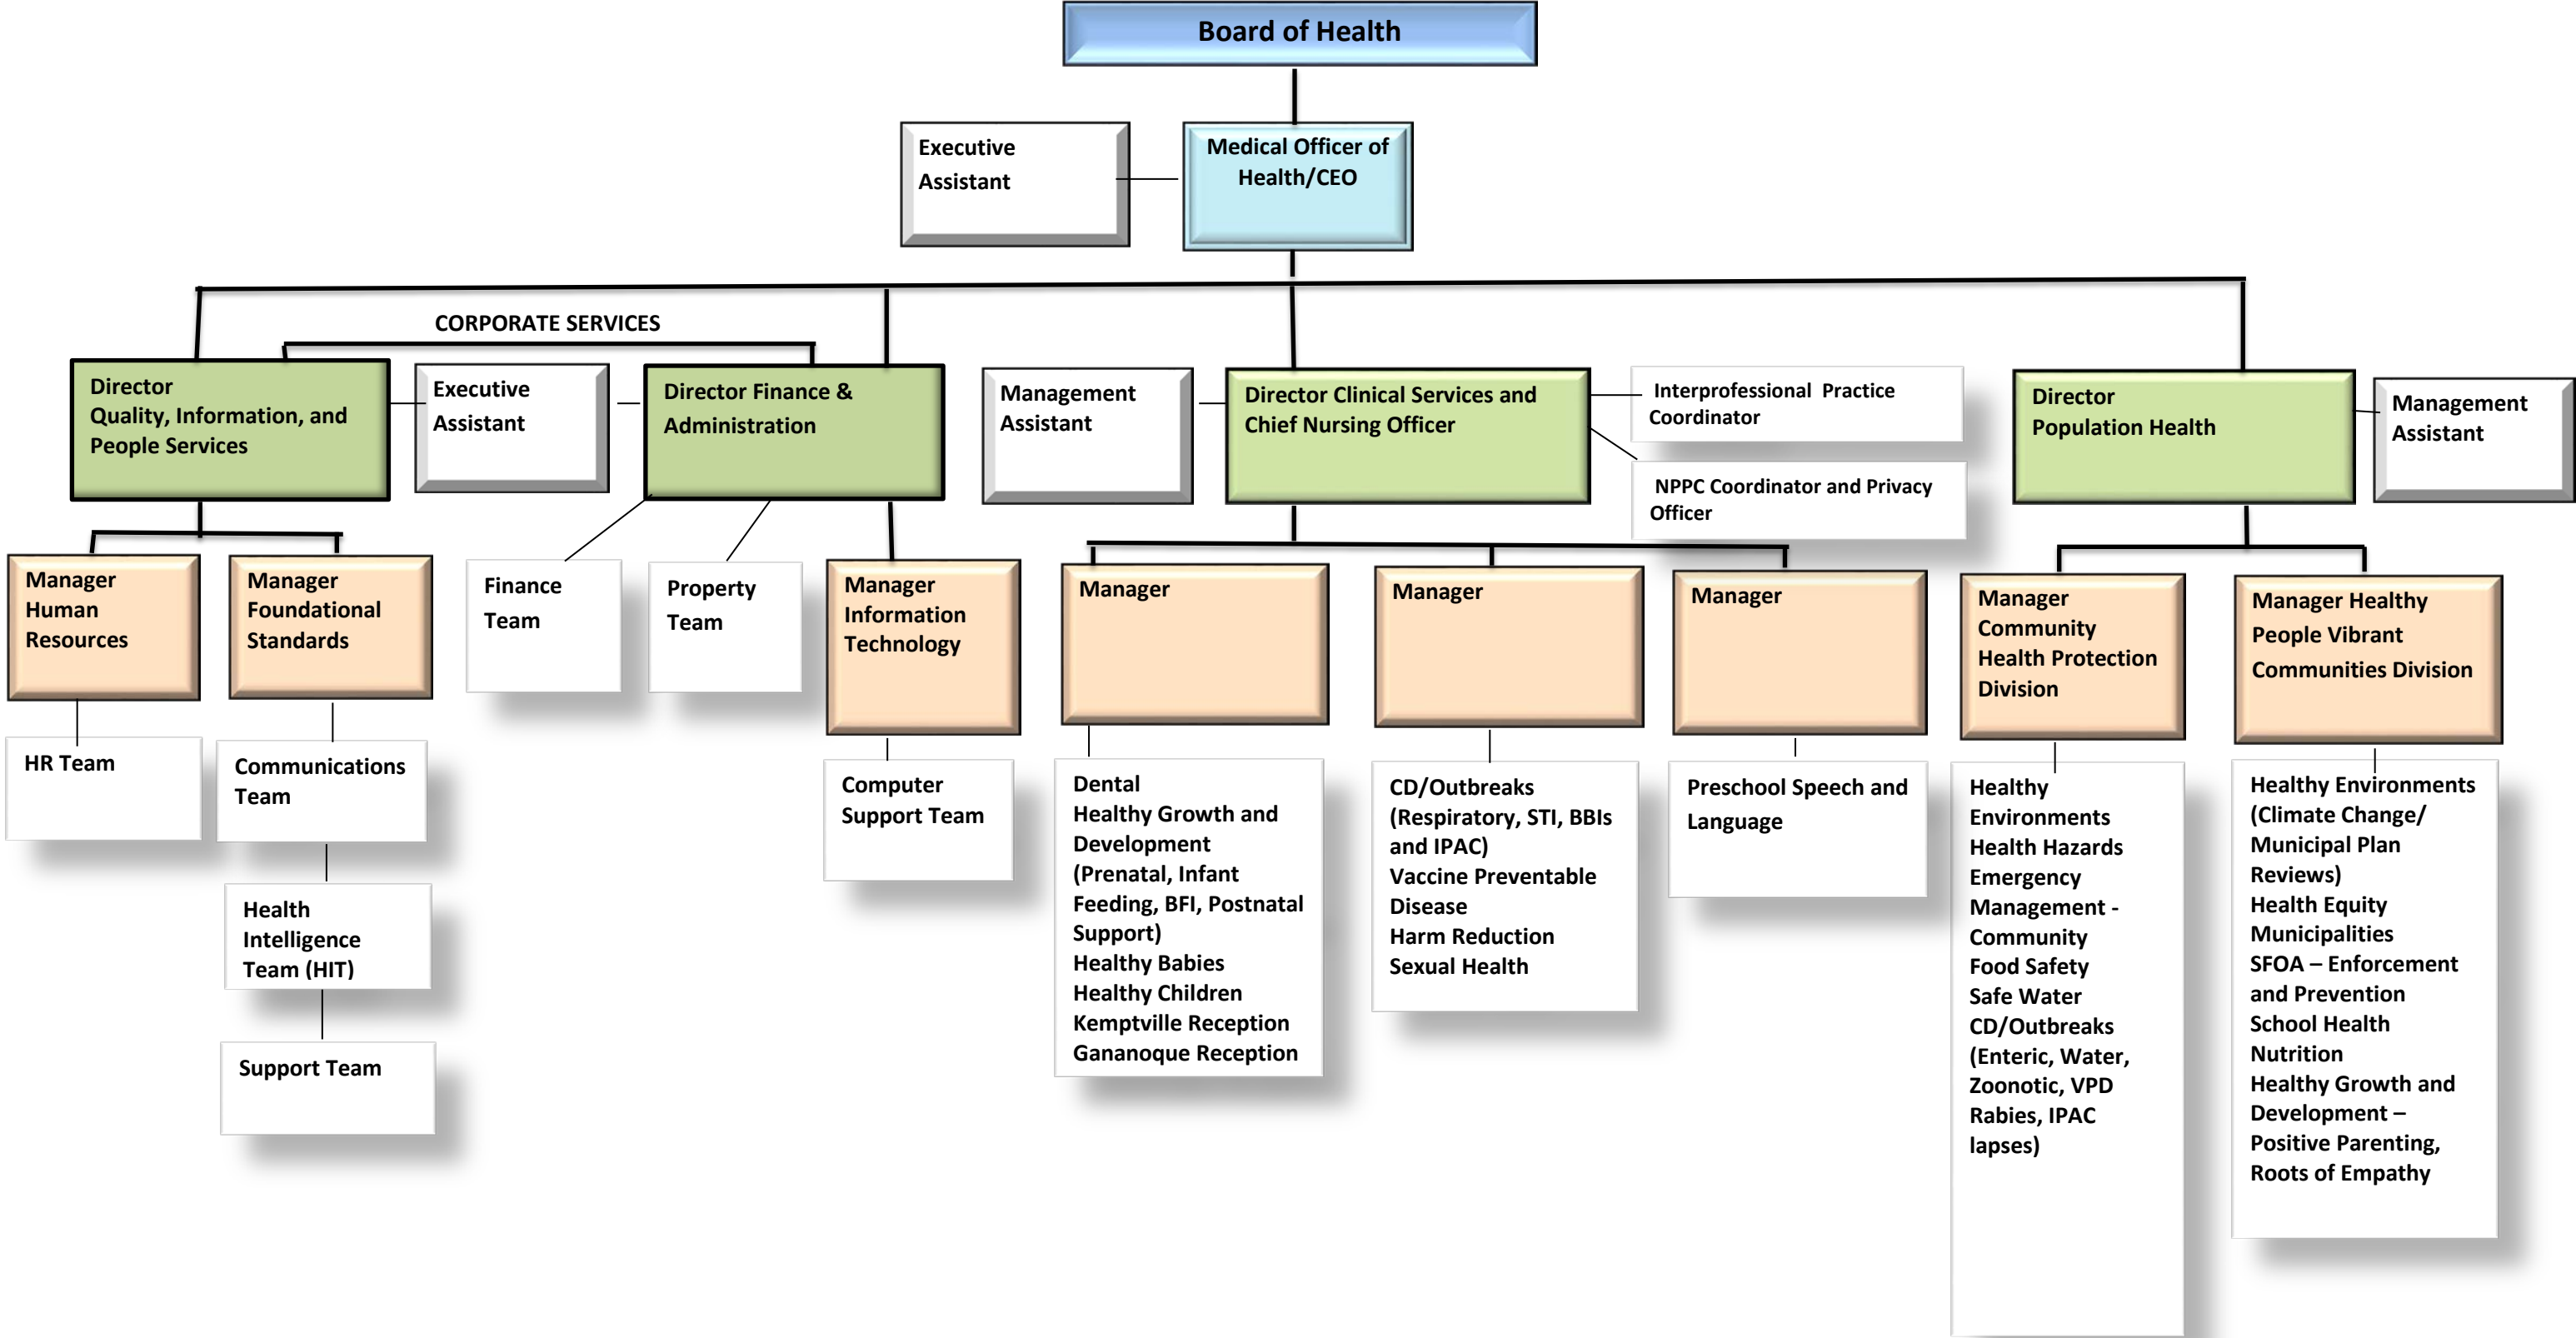 Board of Health
Executive
Assistant
Medical Officer of
Health/CEO
CORPORATE SERVICES
Director
Quality, Information, and
People Services
Executive
Assistant
Director Finance &
Administration
Management
Assistant
Director Clinical Services and
Chief Nursing Officer
Interprofessional Practice
Coordinator
NPPC Coordinator and Privacy
Officer
Director
Population Health
Management
Assistant
Manager
Human
Resources
Manager
Foundational
Standards
Finance
Team
Property
Team
Manager
Information
Technology
Manager
Manager
Manager
Manager
Community
Health Protection
Division
Manager Healthy
People Vibrant
Communities Division
HR Team
Communications
Team
Health
Intelligence
Team (HIT)
Support Team
Computer
Support Team
Dental
Healthy Growth and
Development
(Prenatal, Infant
Feeding, BFI, Postnatal
Support)
Healthy Babies
Healthy Children
Kemptville Reception
Gananoque Reception
CD/Outbreaks
(Respiratory, STI, BBIs
and IPAC)
Vaccine Preventable
Disease
Harm Reduction
Sexual Health
Preschool Speech and
Language
Healthy
Environments
Health Hazards
Emergency
Management -
Community
Food Safety
Safe Water
CD/Outbreaks
(Enteric, Water,
Zoonotic, VPD
Rabies, IPAC
lapses)
Healthy Environments
(Climate Change/
Municipal Plan
Reviews)
Health Equity
Municipalities
SFOA – Enforcement
and Prevention
School Health
Nutrition
Healthy Growth and
Development –
Positive Parenting,
Roots of Empathy